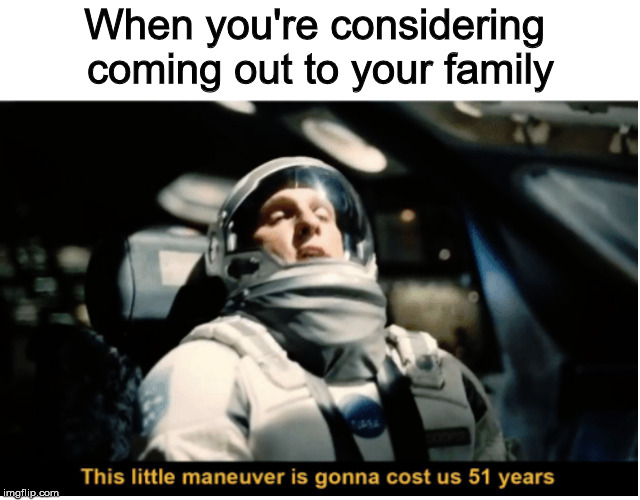 When you're considering
coming out to your family
NASA
This little maneuver is gonna cost us 51 years
imgflip.com